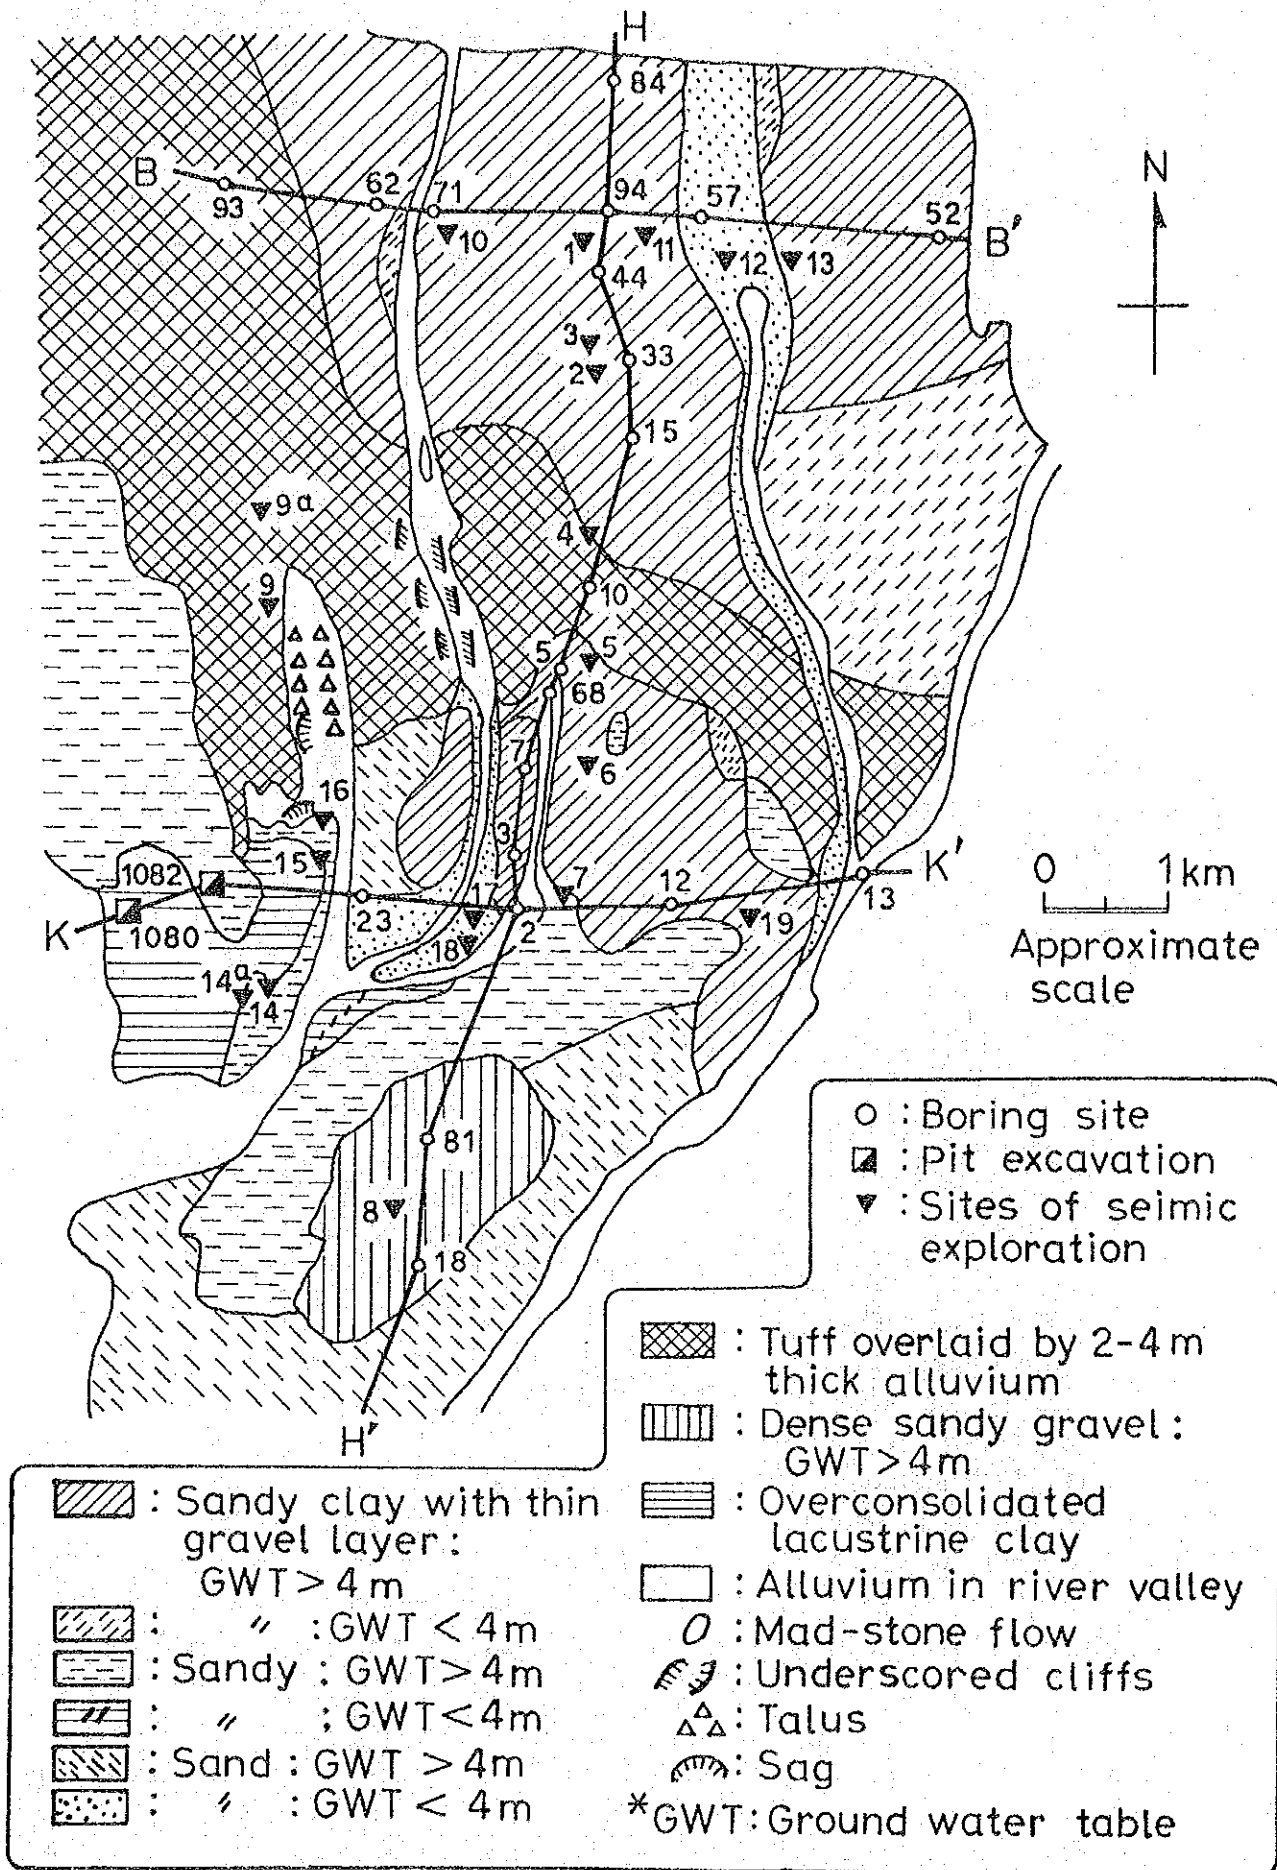 H
84
B
93
62
71
94
57
52
B'
N
10
1
11
12
13
44
3
33
2
15
9a
4
9
10
5
5
68
7
6
16
3
K'
1082
15
23
17
7
12
13
0 1km
K
1080
18
2
19
Approximate
scale
14a
14
81
8
18
H'
: Boring site
: Pit excavation
: Sites of seimic
exploration
: Tuff overlaid by 2-4m
thick alluvium
: Dense sandy gravel :
GWT>4m
: Overconsolidated
lacustrine clay
: Alluvium in river valley
: Mad-stone flow
: Underscored cliffs
: Talus
: Sag
*GWT: Ground water table
: Sandy clay with thin
gravel layer :
GWT > 4m
: 〃 : GWT < 4m
: Sandy : GWT > 4m
: 〃 ; GWT < 4m
: Sand : GWT > 4m
: 〃 : GWT < 4m